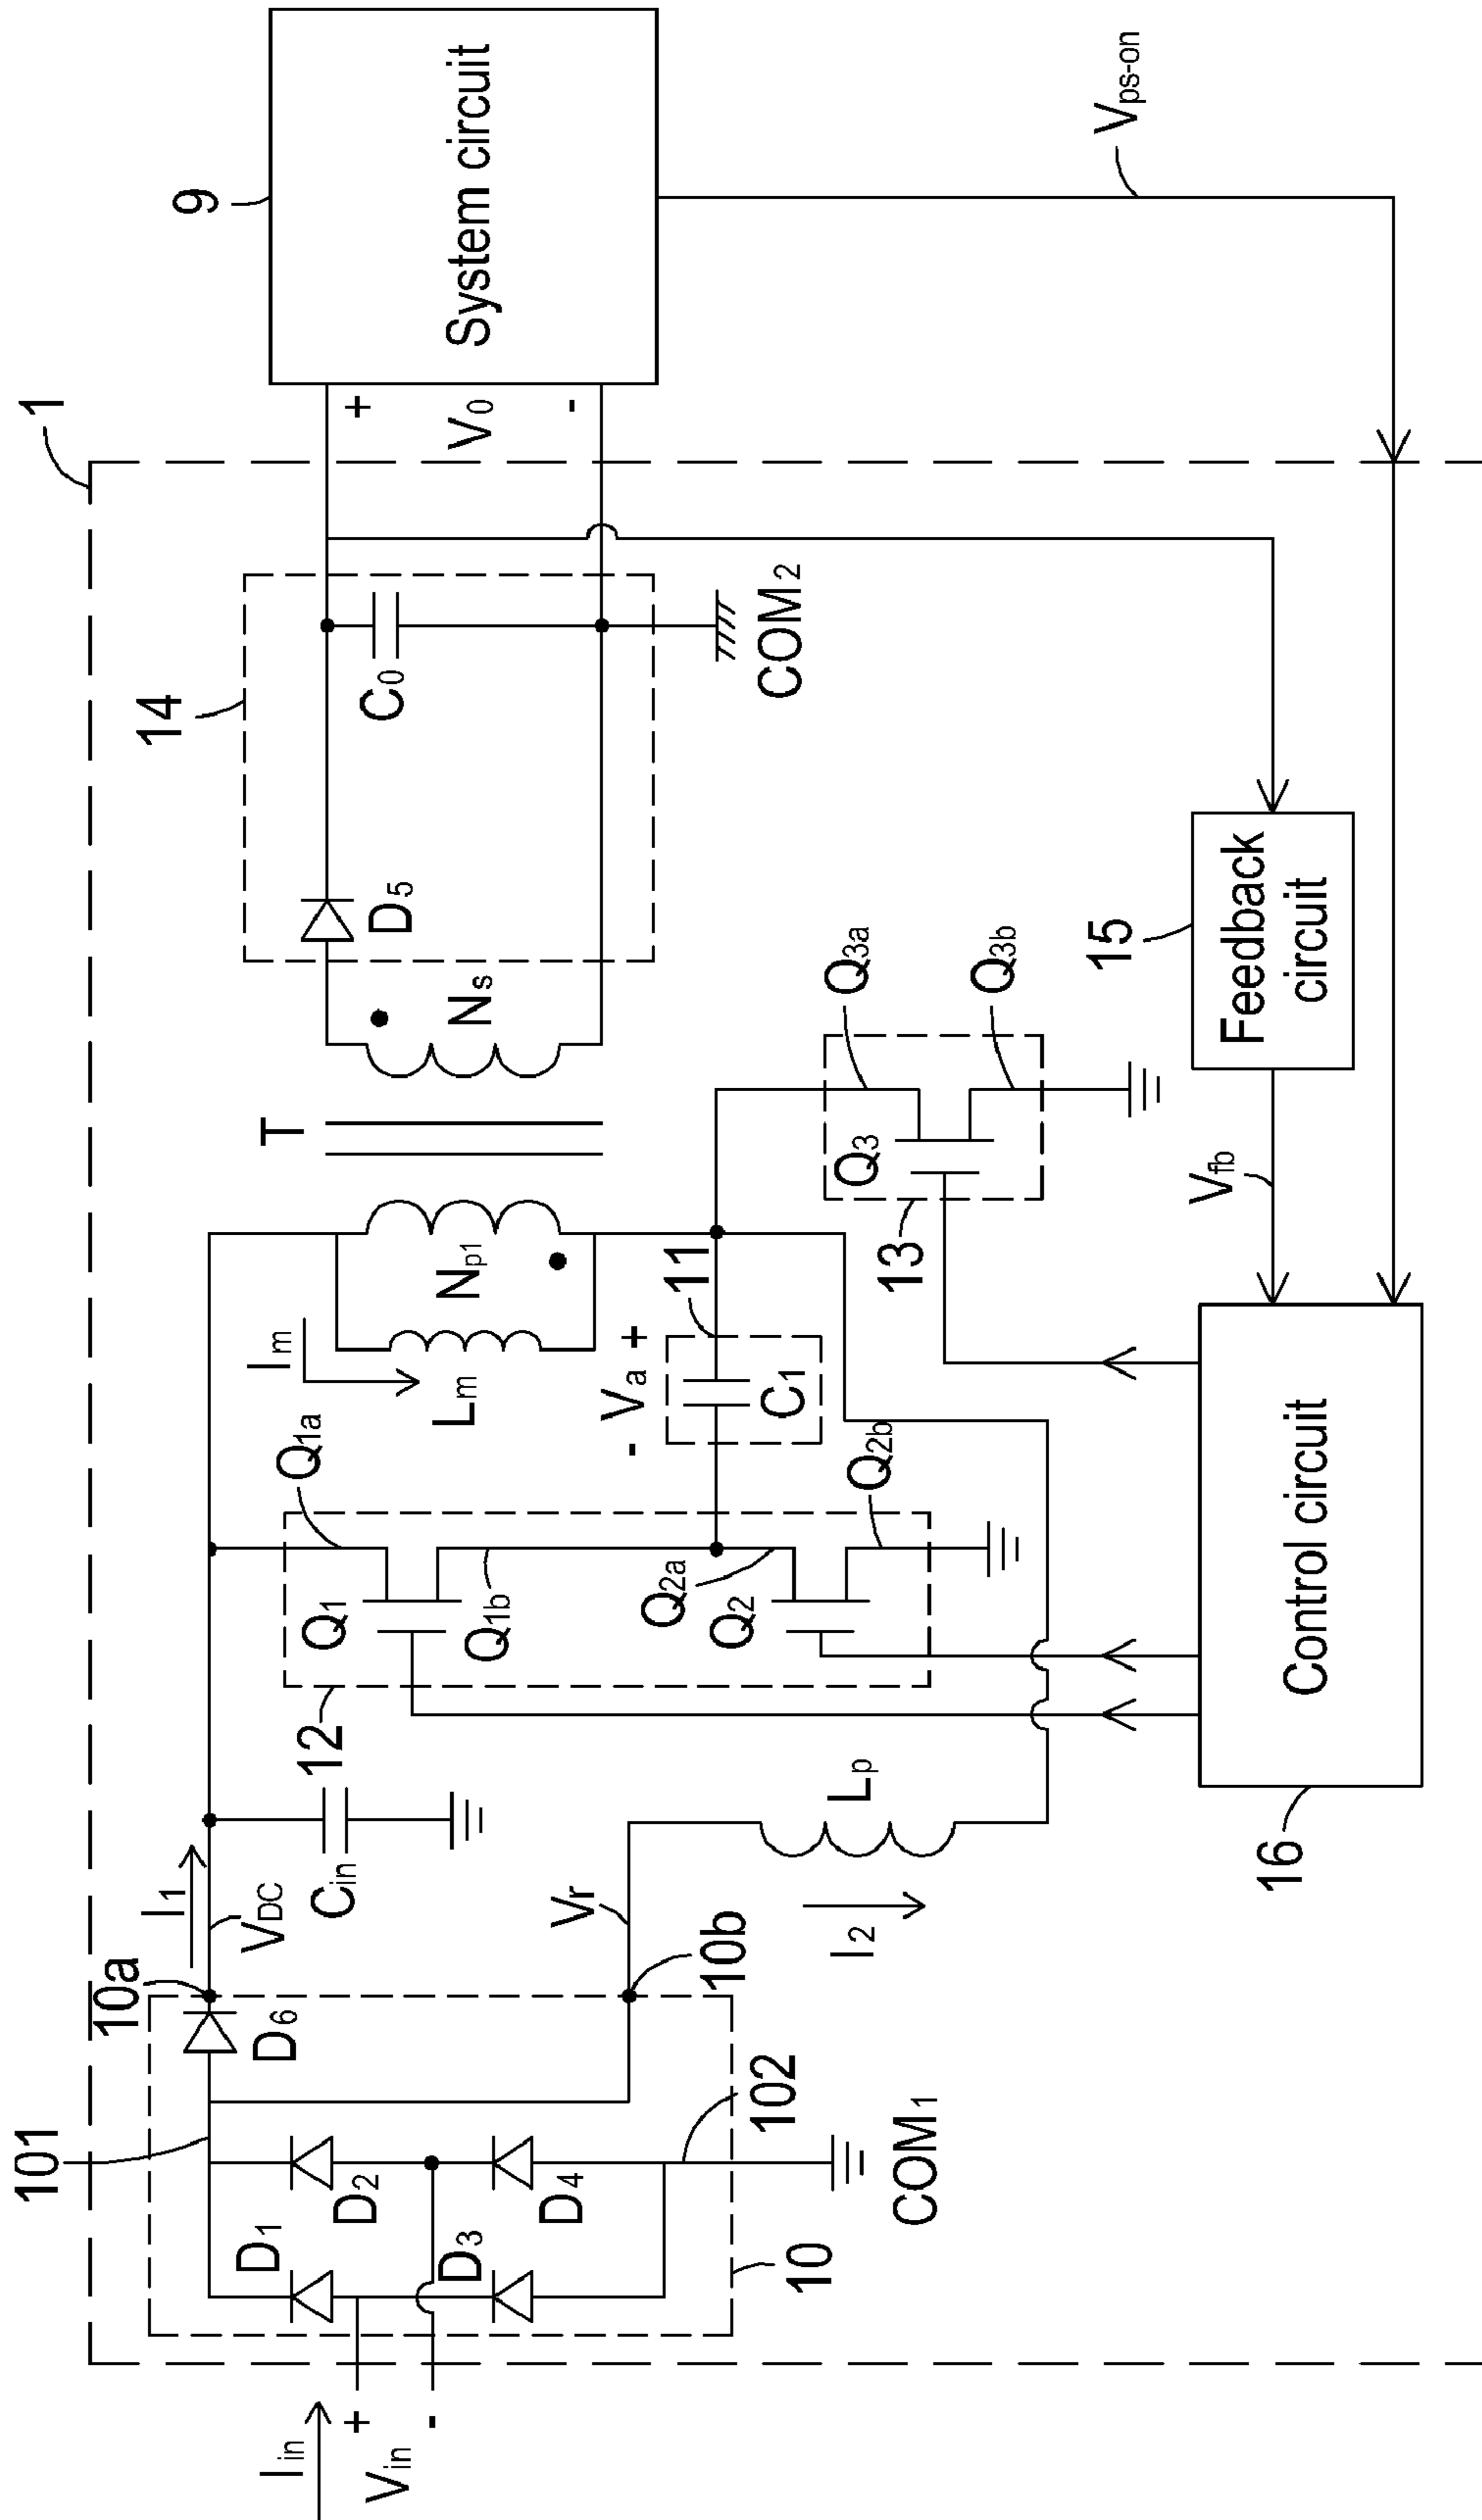 1
9
System circuit
V0
+
-
Vps-on
14
C0
D5
COM2
T
Ns
Np1
Im
Lm
11
- Va +
C1
Q3a
Q3b
Q3
13
15
Feedback
circuit
Vfb
Q1a
Q1
Q1b
Q2a
Q2
Q2b
12
Control circuit
16
I1
VDC
Cin
Vr
Lp
I2
10a
10b
D6
101
102
D1
D2
D3
D4
COM1
10
Iin
+
Vin
-